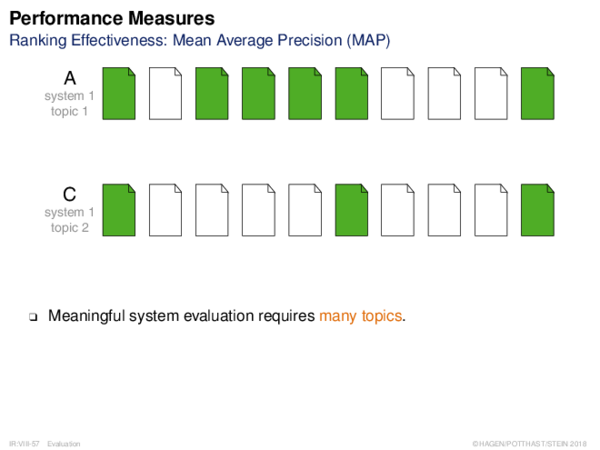 Performance Measures
Ranking Effectiveness: Mean Average Precision (MAP)
A
system 1
topic 1
C
system 1
topic 2
❑ Meaningful system evaluation requires many topics.
IR:VIII-57 Evaluation
©HAGEN/POTTHAST/STEIN 2018